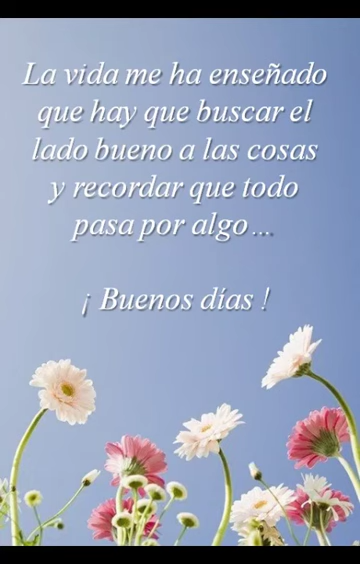 La vida me ha enseñado
que hay que buscar el
lado bueno a las cosas
y recordar que todo
pasa por algo...
¡ Buenos días !